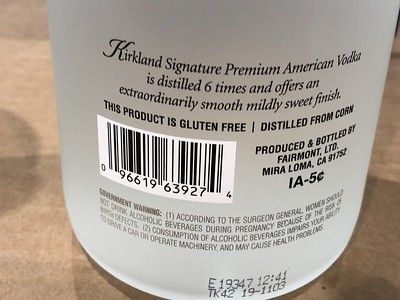 Kirkland Signature Premium American Vodka
is distilled 6 times and offers an
extraordinarily smooth mildly sweet finish.
THIS PRODUCT IS GLUTEN FREE | DISTILLED FROM CORN
PRODUCED & BOTTLED BY
FAIRMONT, LTD.
MIRA LOMA, CA 91752
IA-5¢
0 96619 63927 4
GOVERNMENT WARNING: (1) ACCORDING TO THE SURGEON GENERAL, WOMEN SHOULD
NOT DRINK ALCOHOLIC BEVERAGES DURING PREGNANCY BECAUSE OF THE RISK OF
BIRTH DEFECTS. (2) CONSUMPTION OF ALCOHOLIC BEVERAGES IMPAIRS YOUR ABILITY
TO DRIVE A CAR OR OPERATE MACHINERY, AND MAY CAUSE HEALTH PROBLEMS.
E 19347 12:41
TK42 19-1103